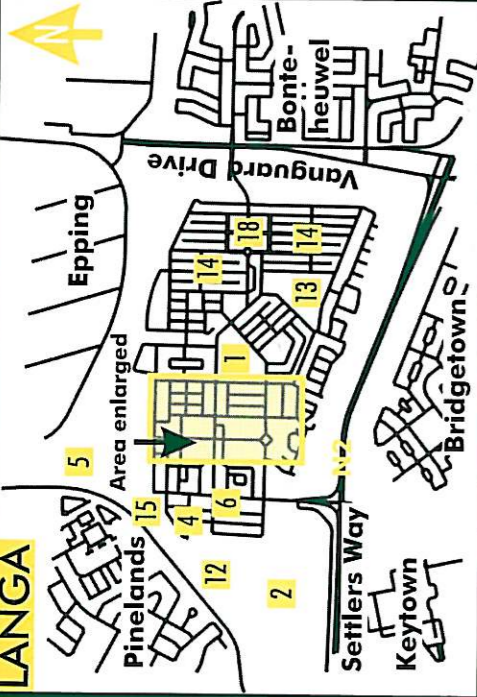 LANGA
N
Epping
Bonte-
heuwel
Vanguard Drive
Area enlarged
5
15
4
6
12
2
1
14
18
14
13
Pinelands
N2
Settlers Way
Keytown
Bridgetown